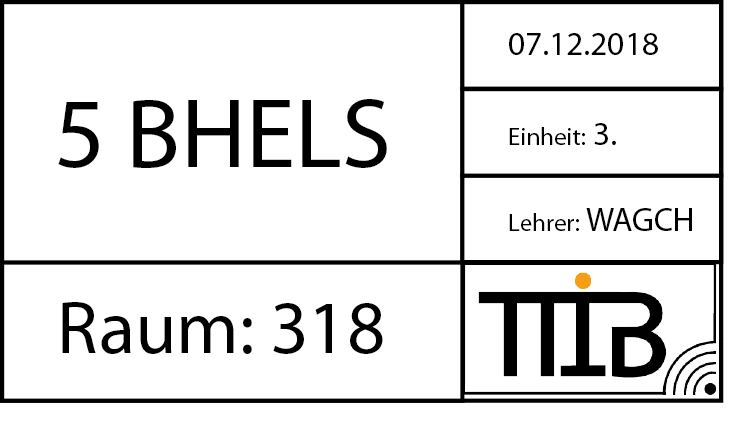 5 BHELS
07.12.2018
Einheit: 3.
Lehrer: WAGCH
Raum: 318
TTIB